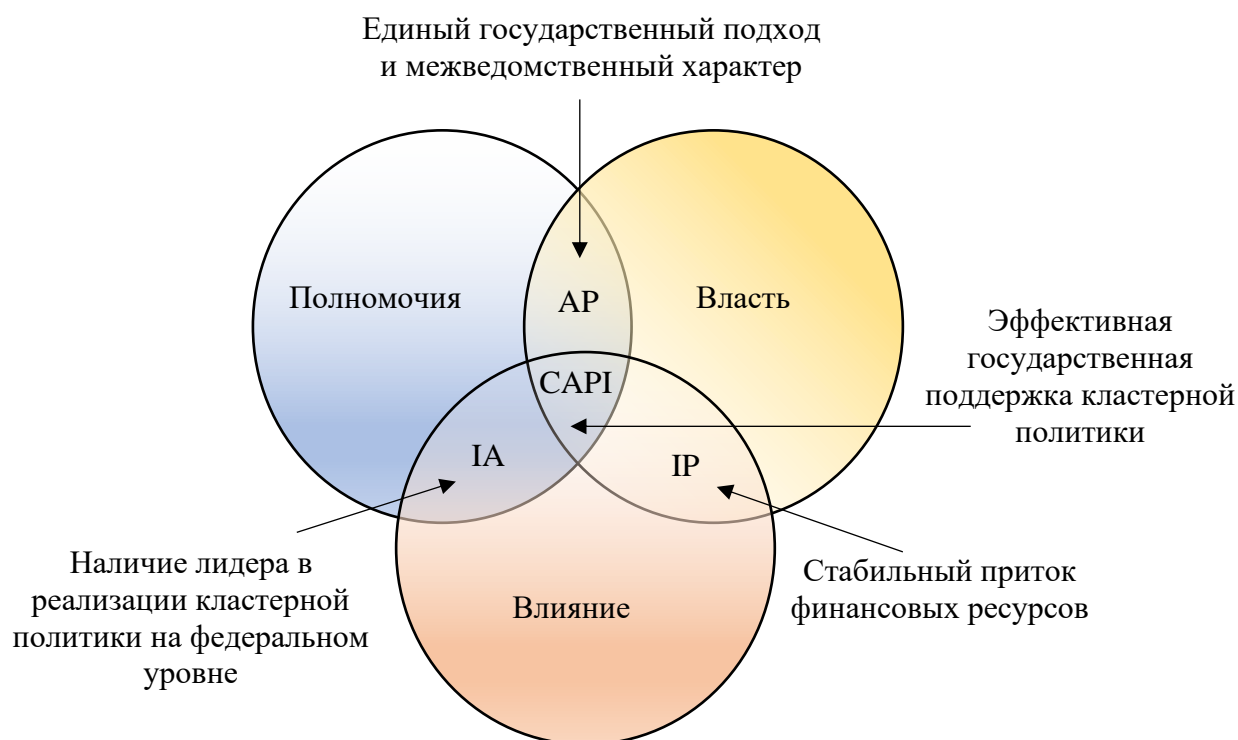 Единый государственный подход
и межведомственный характер
Полномочия
AP
Власть
Эффективная
государственная
поддержка кластерной
политики
CAPI
IA
IP
Наличие лидера в
реализации кластерной
политики на федеральном
уровне
Влияние
Стабильный приток
финансовых ресурсов